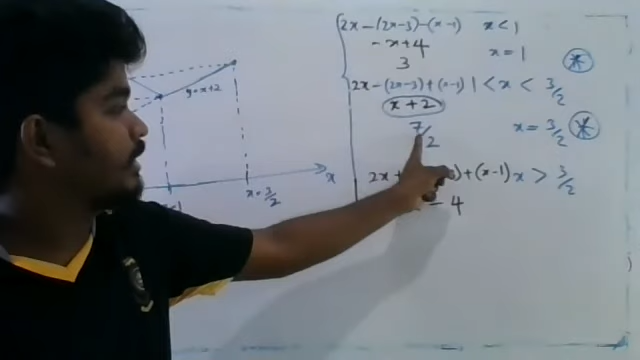 2x-(2x-3)-(x-1) x<1
-x+4
3 x=1
2x-(2x-3)+(x-1) 1<x<3/2
x+2
7/2 x=3/2
+(x-1) x>3/2
-4
y=x+2
x
x=3/2